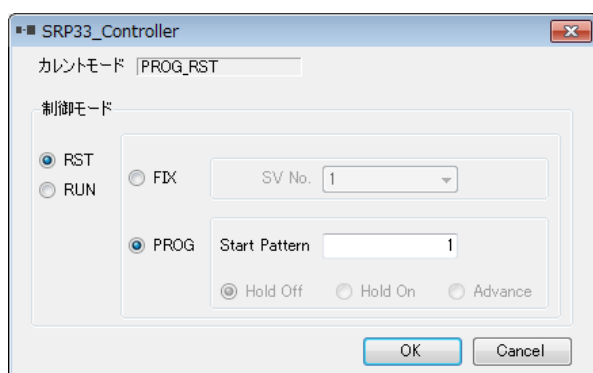 SRP33_Controller
カレントモード PROG_RST
制御モード
RST
RUN
FIX
SV No. 1
PROG
Start Pattern 1
Hold Off Hold On Advance
OK Cancel